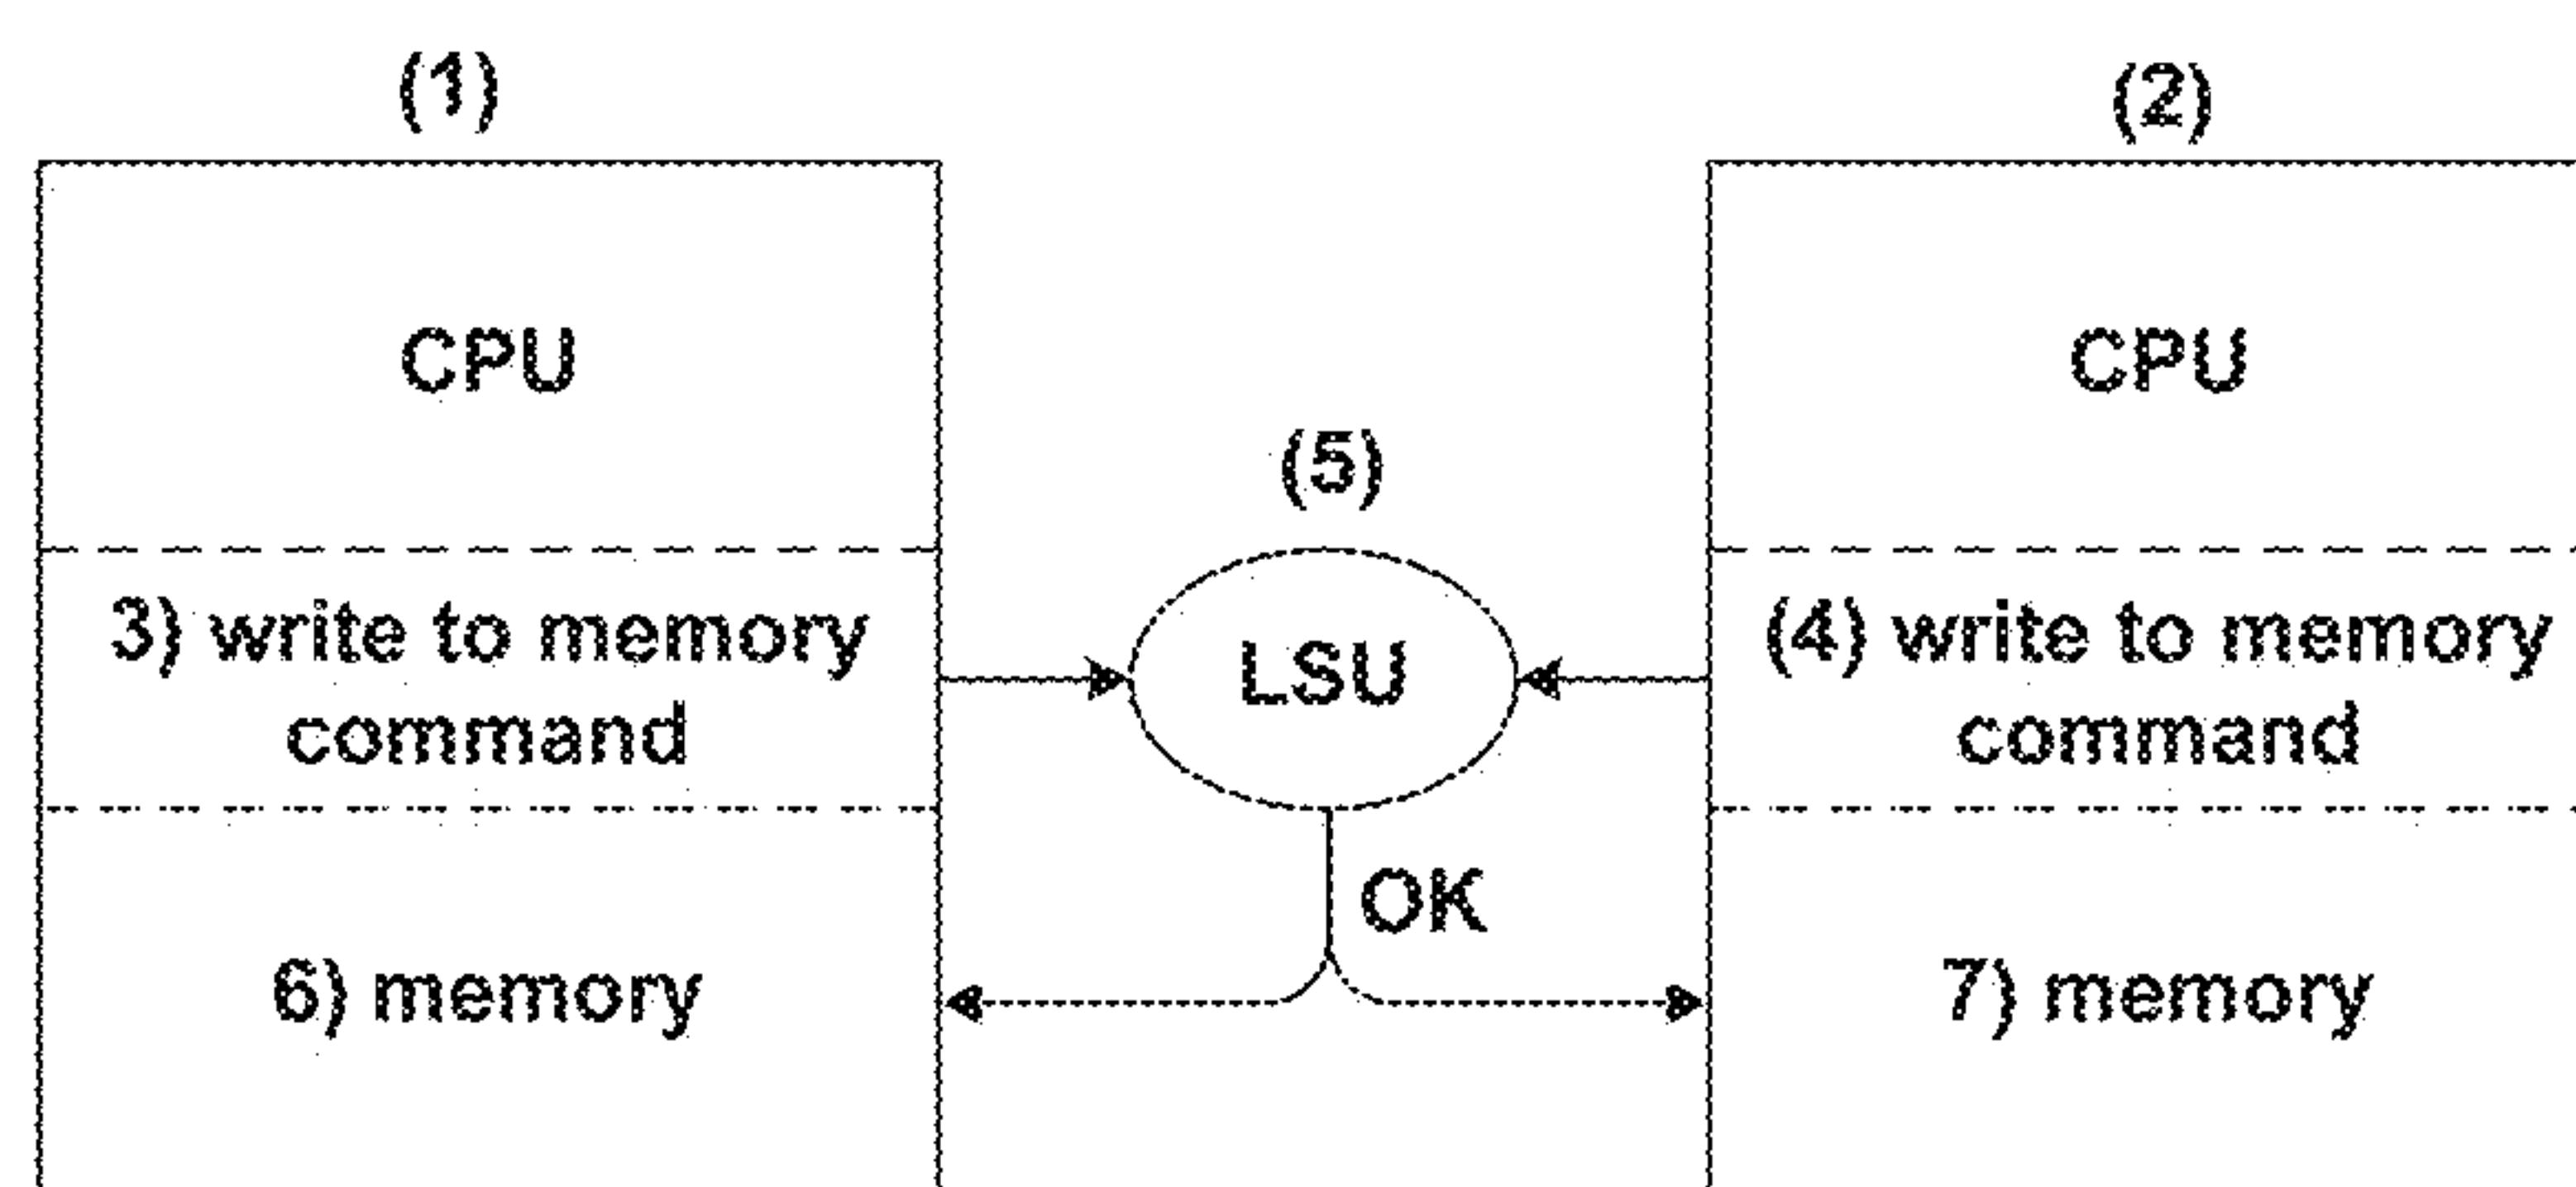 (1)
(2)
CPU
CPU
(5)
3) write to memory
command
LSU
(4) write to memory
command
OK
6) memory
7) memory